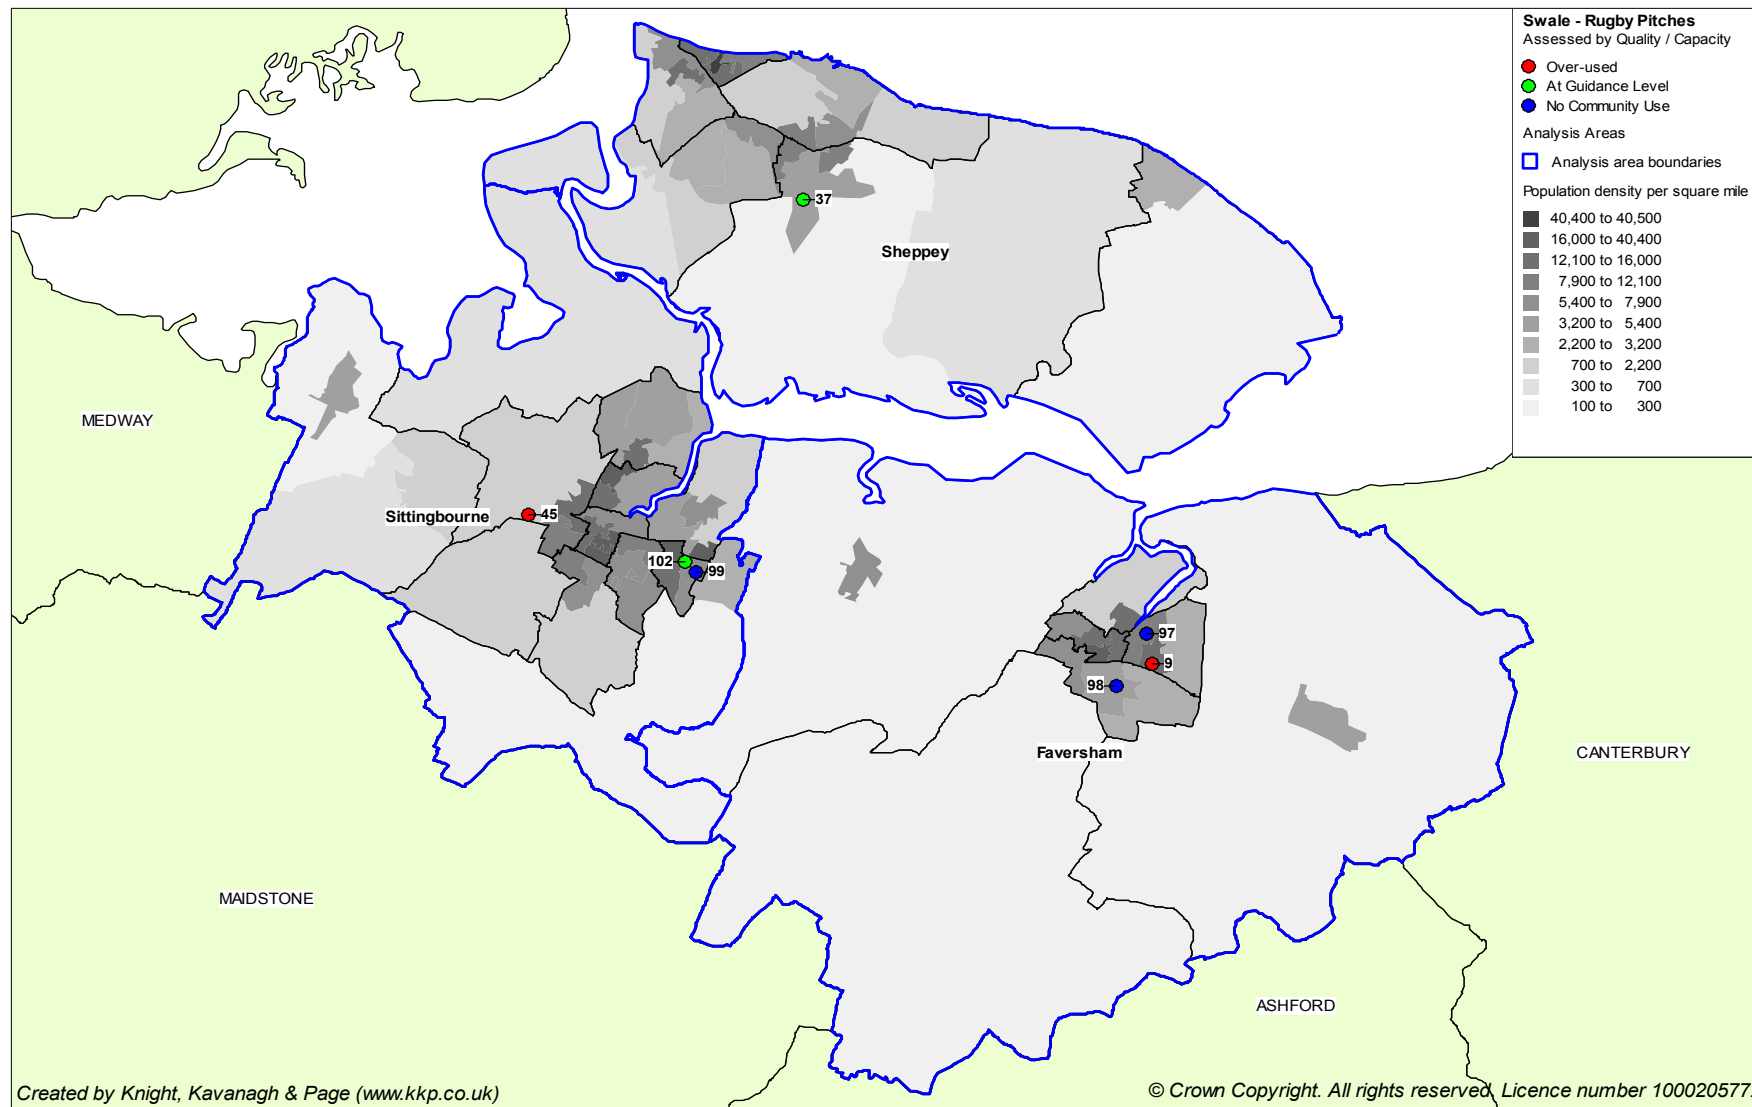 Swale - Rugby Pitches
Assessed by Quality / Capacity
Over-used
At Guidance Level
No Community Use
Analysis Areas
Analysis area boundaries
Population density per square mile
40,400 to 40,500
16,000 to 40,400
12,100 to 16,000
7,900 to 12,100
5,400 to 7,900
3,200 to 5,400
2,200 to 3,200
700 to 2,200
300 to 700
100 to 300
37
Sheppey
MEDWAY
45
Sittingbourne
102
99
97
9
98
Faversham
CANTERBURY
MAIDSTONE
ASHFORD
Created by Knight, Kavanagh & Page (www.kkp.co.uk)
© Crown Copyright. All rights reserved. Licence number 100020577.